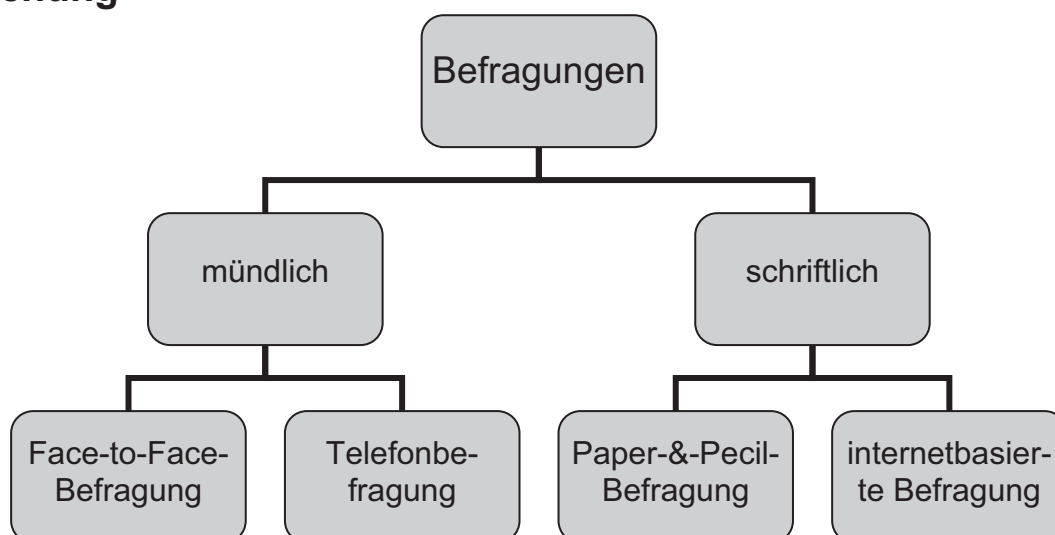 Befragungen
mündlich
schriftlich
Face-to-Face-
Befragung
Telefonbe-
fragung
Paper-&-Pecil-
Befragung
internetbasier-
te Befragung